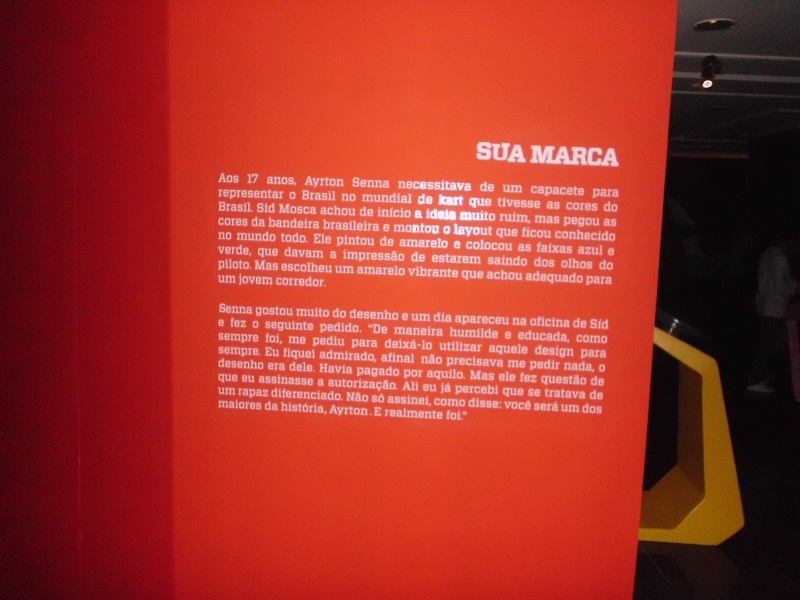 SUA MARCA
Aos 17 anos, Ayrton Senna necessitava de um capacete para
representar o Brasil no mundial de kart que tivesse as cores do
Brasil. Sid Mosca achou de início a ideia muito ruim, mas pegou as
cores da bandeira brasileira e montou o layout que ficou conhecido
no mundo todo. Ele pintou de amarelo e colocou as faixas azul e
verde, que davam a impressão de estarem saindo dos olhos do
piloto. Mas escolheu um amarelo vibrante que achou adequado para
um jovem corredor.
Senna gostou muito do desenho e um dia apareceu na oficina de Sid
e fez o seguinte pedido. "De maneira humilde e educada, como
sempre foi, me pediu para deixá-lo utilizar aquele design para
sempre. Eu fiquei admirado, afinal não precisava me pedir nada, o
desenho era dele. Havia pagado por aquilo. Mas ele fez questão de
que eu assinasse a autorização. Ali eu já percebi que se tratava de
um rapaz diferenciado. Não só assinei, como disse: você será um dos
maiores da história, Ayrton. E realmente foi."